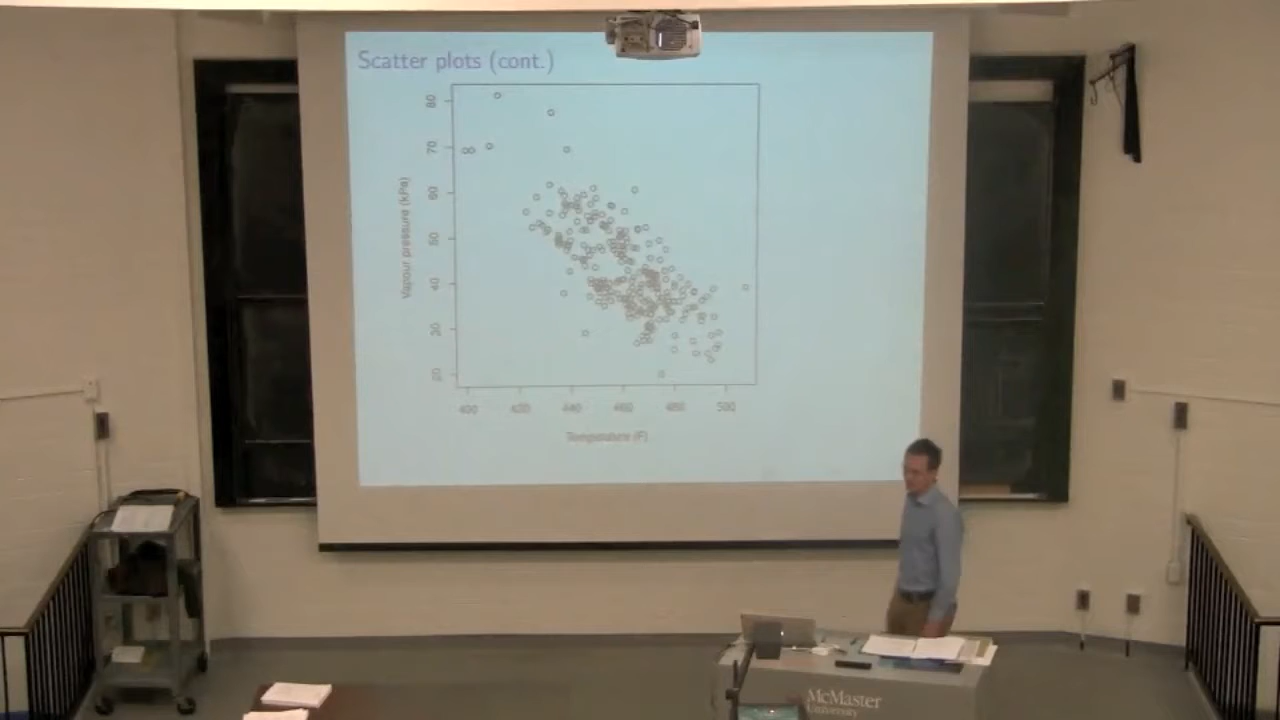 Scatter plots (cont.)
80
70
60
50
40
30
20
Vapour pressure (kPa)
400 420 440 460 480 500
Temperature (F)
McMaster
University